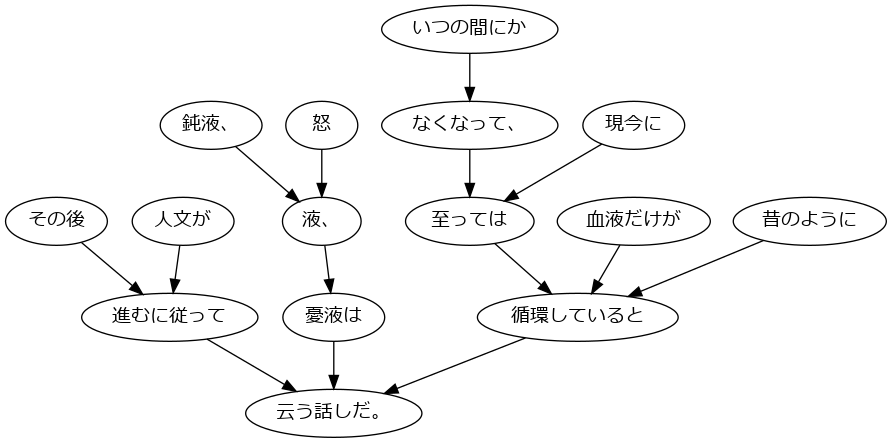 いつの間にか
鈍液、
怒
なくなって、
現今に
その後
人文が
液、
至っては
血液だけが
昔のように
進むに従って
憂液は
循環していると
云う話しだ。